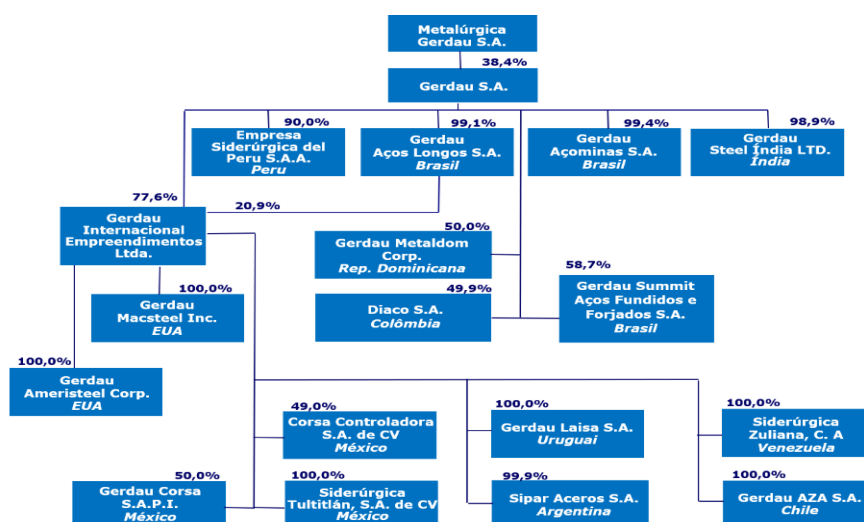 Metalúrgica
Gerdau S.A.
38,4%
Gerdau S.A.
90,0%
Empresa
Siderúrgica del
Peru S.A.A.
Peru
99,1%
Gerdau
Aços Longos S.A.
Brasil
99,4%
Gerdau
Açominas S.A.
Brasil
98,9%
Gerdau
Steel Índia LTD.
Índia
77,6%
20,9%
Gerdau
Internacional
Empreendimentos
Ltda.
50,0%
Gerdau Metaldom
Corp.
Rep. Dominicana
49,9%
Diaco S.A.
Colômbia
58,7%
Gerdau Summit
Aços Fundidos e
Forjados S.A.
Brasil
100,0%
Gerdau
Macsteel Inc.
EUA
100,0%
Gerdau
Ameristeel Corp.
EUA
49,0%
Corsa Controladora
S.A. de CV
México
100,0%
Gerdau Laisa S.A.
Uruguai
100,0%
Siderúrgica
Zuliana, C. A
Venezuela
50,0%
Gerdau Corsa
S.A.P.I.
México
100,0%
Siderúrgica
Tultitlán, S.A. de CV
México
99,9%
Sipar Aceros S.A.
Argentina
100,0%
Gerdau AZA S.A.
Chile